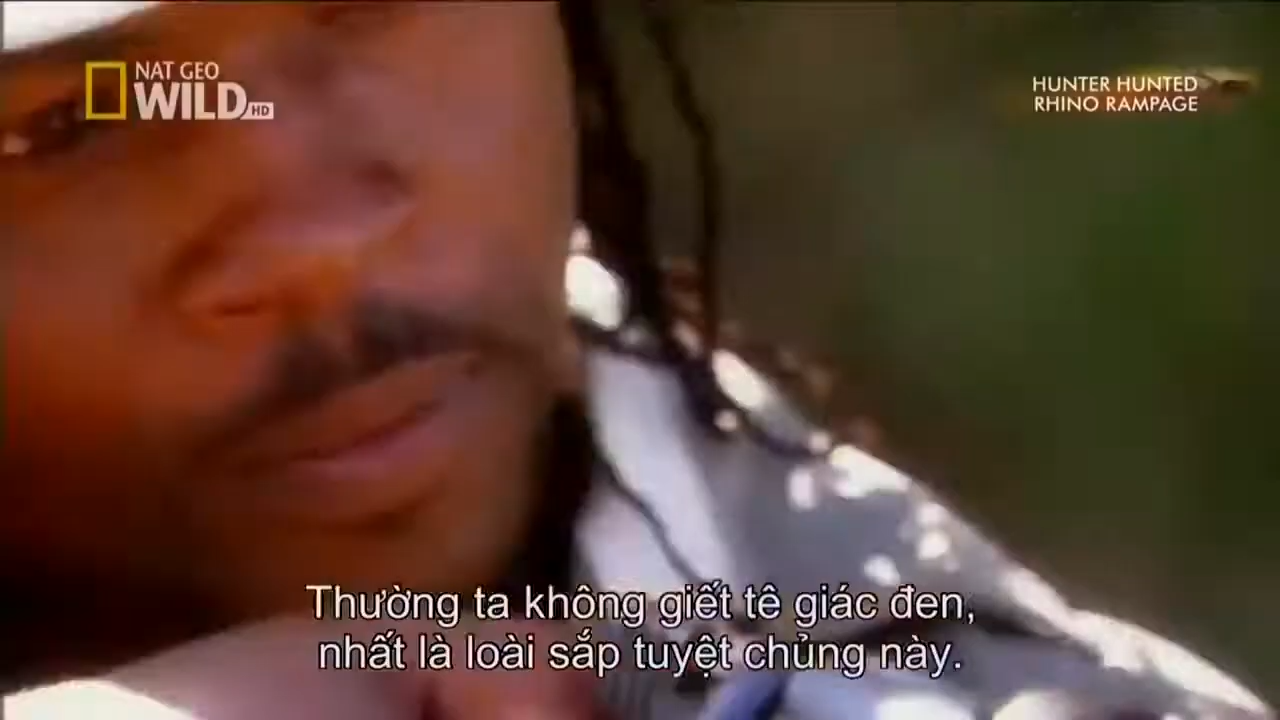 NAT GEO
WILD HD
HUNTER HUNTED
RHINO RAMPAGE
Thường ta không giết tê giác đen,
nhất là loài sắp tuyệt chủng này.